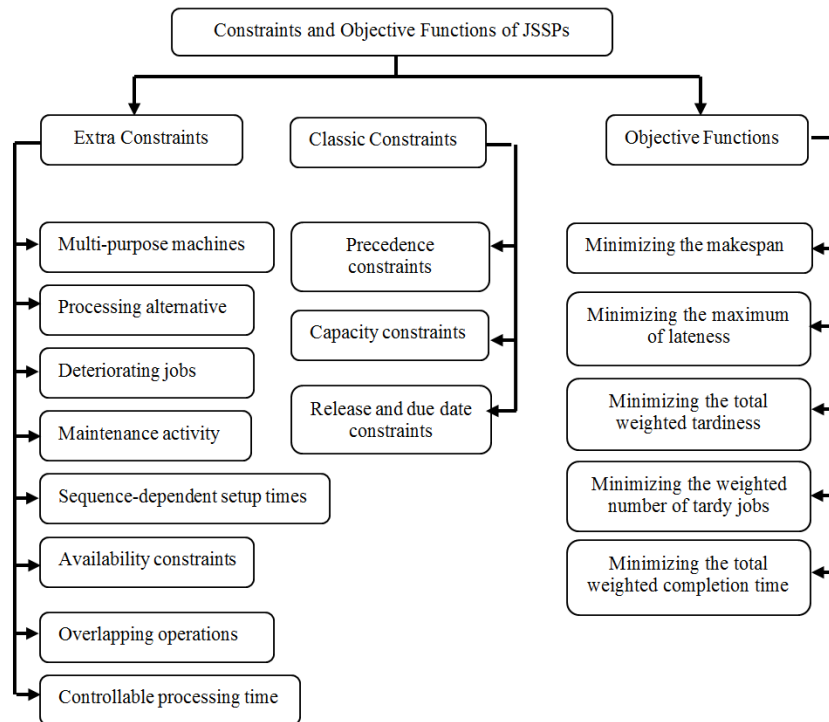 Constraints and Objective Functions of JSSPs
Extra Constraints
Classic Constraints
Objective Functions
Multi-purpose machines
Processing alternative
Deteriorating jobs
Maintenance activity
Sequence-dependent setup times
Availability constraints
Overlapping operations
Controllable processing time
Precedence
constraints
Capacity constraints
Release and due date
constraints
Minimizing the makespan
Minimizing the maximum
of lateness
Minimizing the total
weighted tardiness
Minimizing the weighted
number of tardy jobs
Minimizing the total
weighted completion time